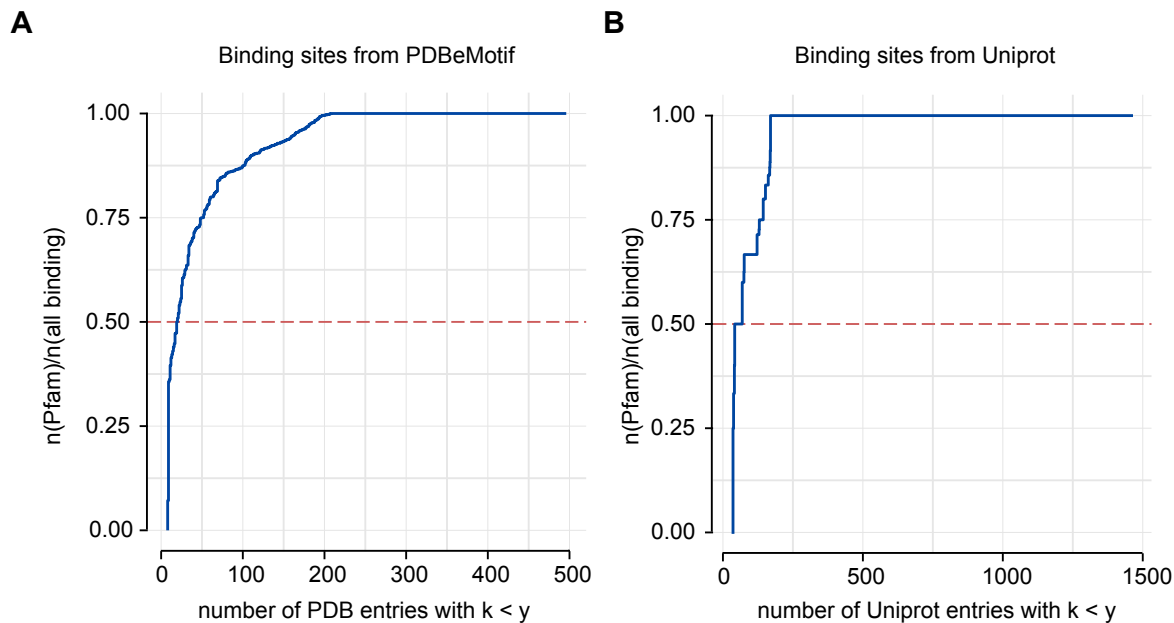 A
Binding sites from PDBeMotif
n(Pfam)/n(all binding)
1.00
0.75
0.50
0.25
0.00
0 100 200 300 400 500
number of PDB entries with k < y
B
Binding sites from Uniprot
n(Pfam)/n(all binding)
1.00
0.75
0.50
0.25
0.00
0 500 1000 1500
number of Uniprot entries with k < y